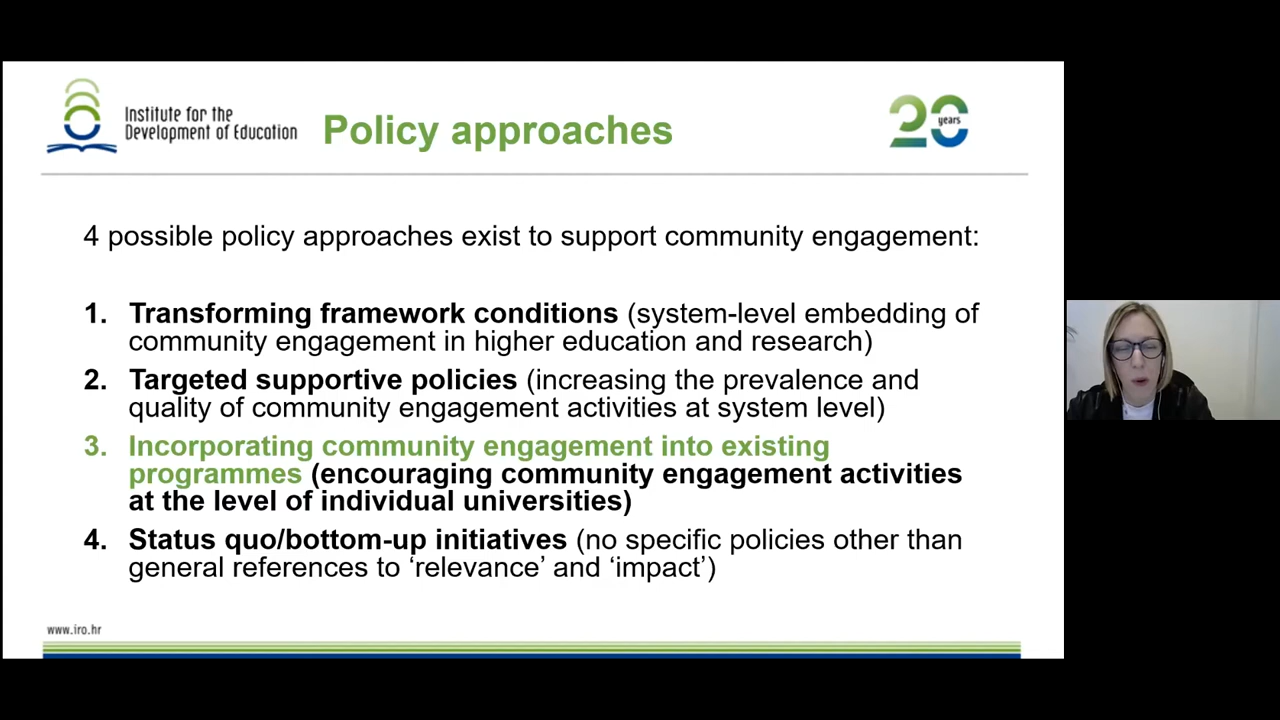 Institute for the
Development of Education
Policy approaches
20
years
4 possible policy approaches exist to support community engagement:
1. Transforming framework conditions (system-level embedding of
community engagement in higher education and research)
2. Targeted supportive policies (increasing the prevalence and
quality of community engagement activities at system level)
3. Incorporating community engagement into existing
programmes (encouraging community engagement activities
at the level of individual universities)
4. Status quo/bottom-up initiatives (no specific policies other than
general references to ‘relevance’ and ‘impact’)
www.iro.hr